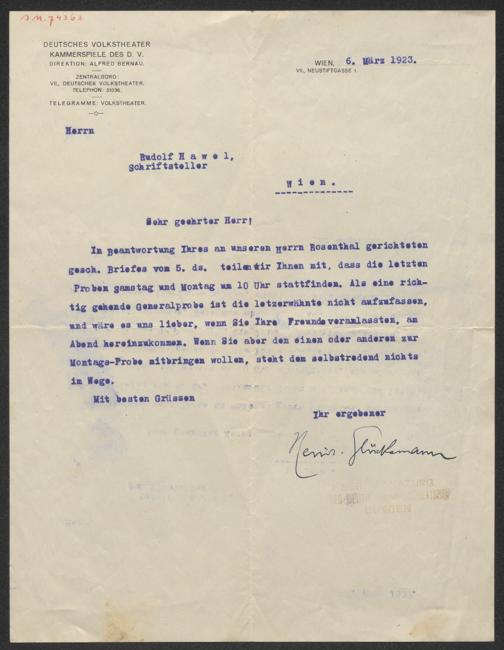 J.N. 74363
DEUTSCHES VOLKSTHEATER
KAMMERSPIELE DES D. V.
DIREKTION: ALFRED BERNAU.
ZENTRALBÜRO:
VII., DEUTSCHES VOLKSTHEATER.
TELEPHON: 31036.
TELEGRAMME: VOLKSTHEATER.
WIEN, 6. März 1923.
VII., NEUSTIFTGASSE 1.
Herrn
Rudolf Hawel,
Schriftsteller
Wien.
Sehr geehrter Herr!
In Beantwortung Ihres an unseren Herrn Rosenthal gerichteten
gesch. Briefes vom 5. ds. teilenwir Ihnen mit, dass die letzten
Proben Samstag und Montag um 10 Uhr stattfinden. Als eine rich-
tig gehende Generalprobe ist die letzerwähnte nicht aufzufassen,
und wäre es uns lieber, wenn Sie Ihre Freundeveranlassten, am
Abend hereinzukommen. Wenn Sie aber den einen oder anderen zur
Montags-Probe mitbringen wollen, steht dem selbstredend nichts
im Wege.
Mit besten Grüssen
Ihr ergebener
Glücksmann